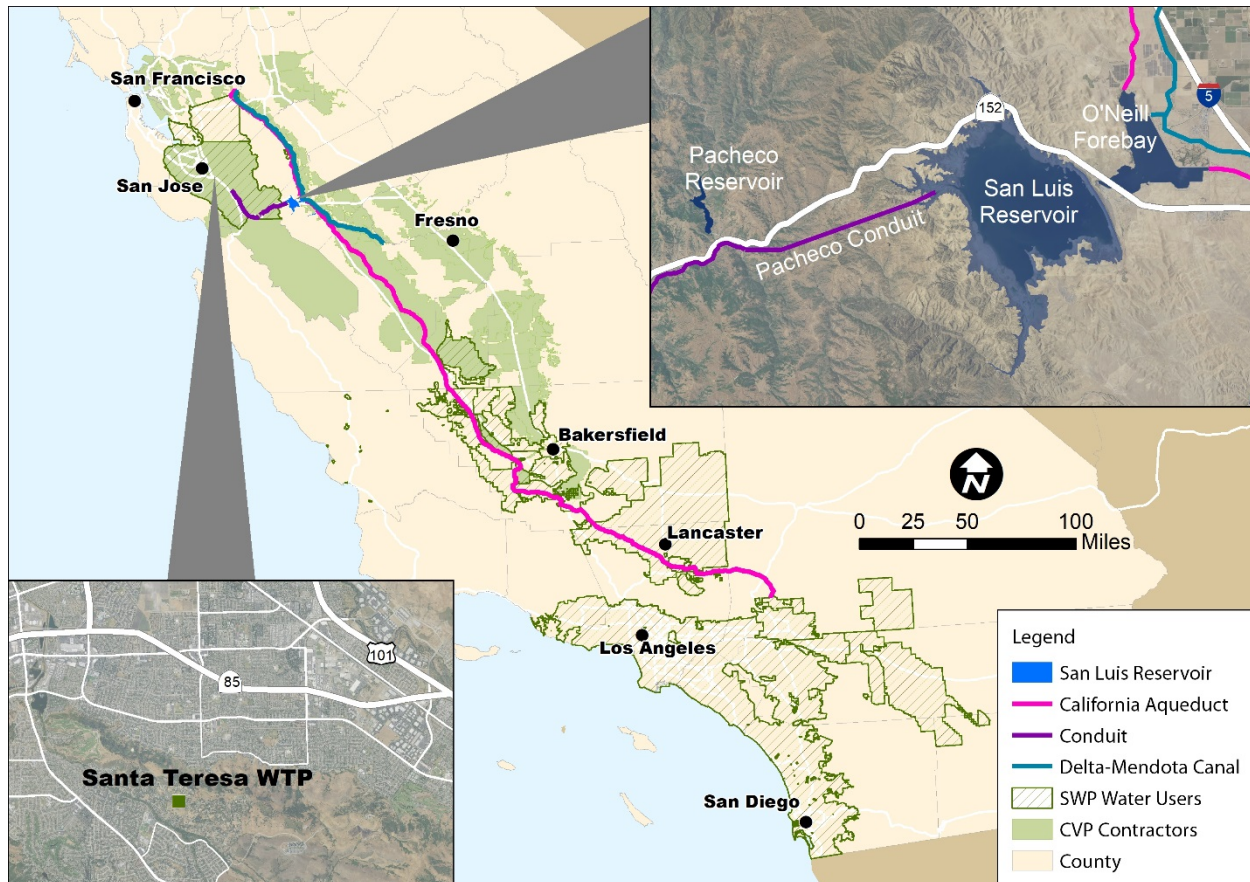 San Francisco
San Jose
Fresno
Bakersfield
Lancaster
Los Angeles
San Diego
152
5
O'Neill
Forebay
Pacheco
Reservoir
San Luis
Reservoir
Pacheco Conduit
N
0 25 50 100
Miles
101
85
Santa Teresa WTP
Legend
San Luis Reservoir
California Aqueduct
Conduit
Delta-Mendota Canal
SWP Water Users
CVP Contractors
County